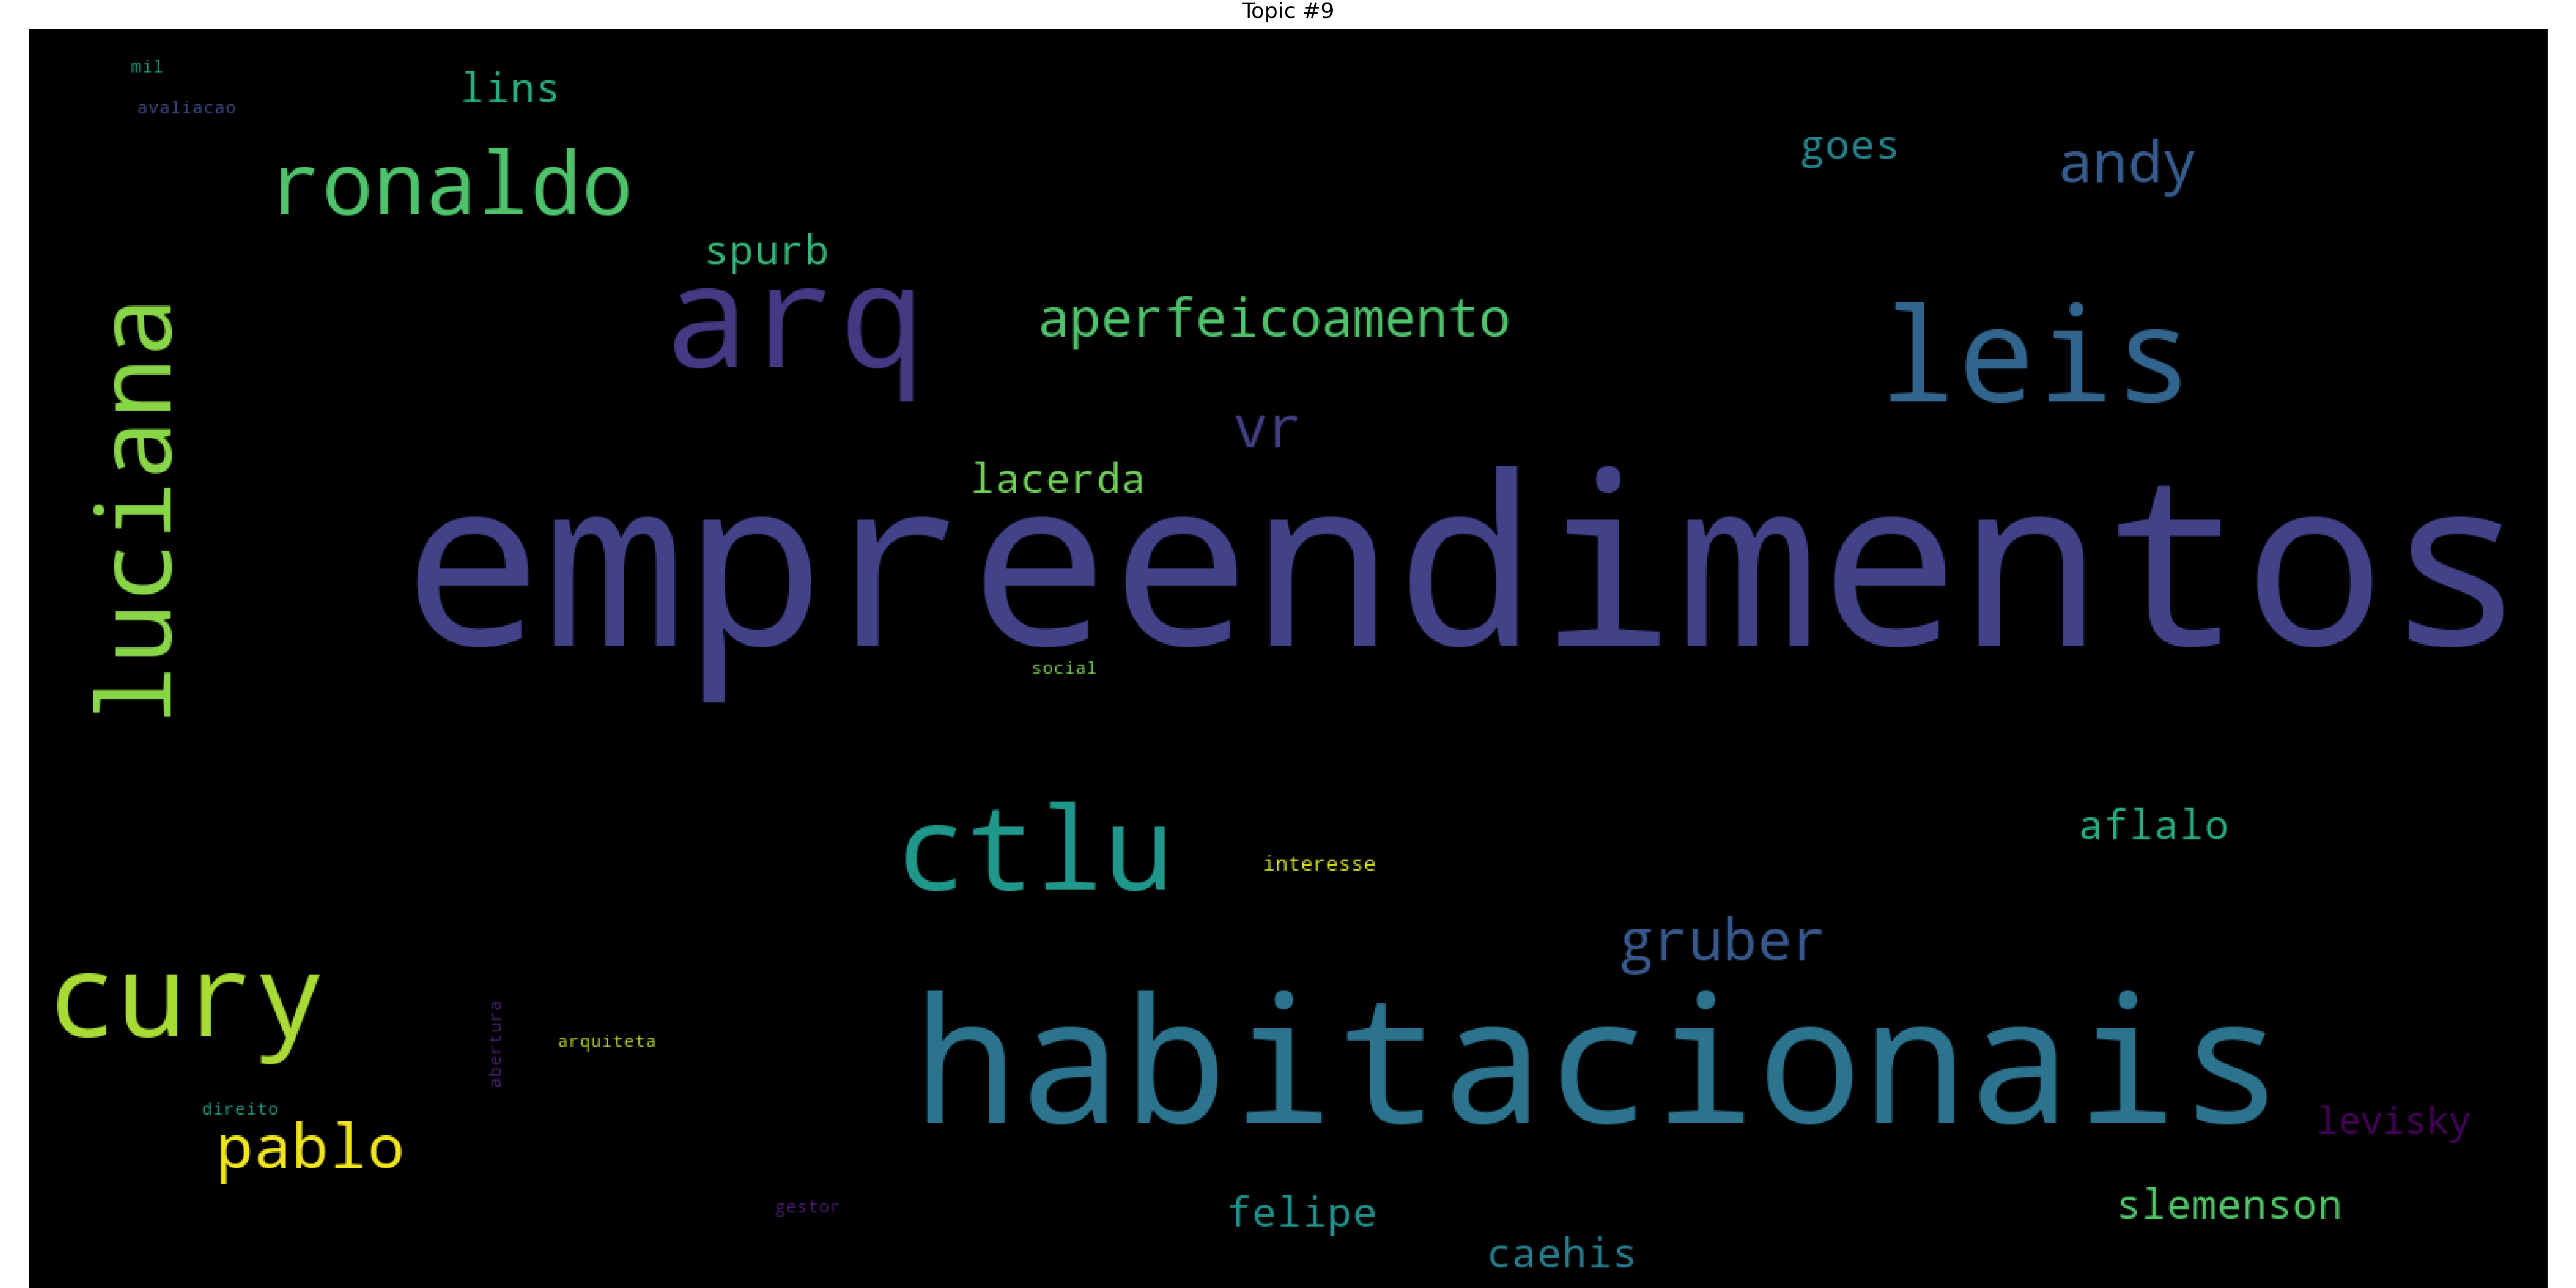 Topic #9
mil
lins
avaliacao
goes
andy
ronaldo
spurb
arq
aperfeicoamento
leis
luciana
vr
lacerda
empreendimentos
social
ctlu
aflalo
interesse
gruber
cury
abertura
arquiteta
habitacionais
direito
levisky
pablo
gestor
felipe
slemenson
caehis